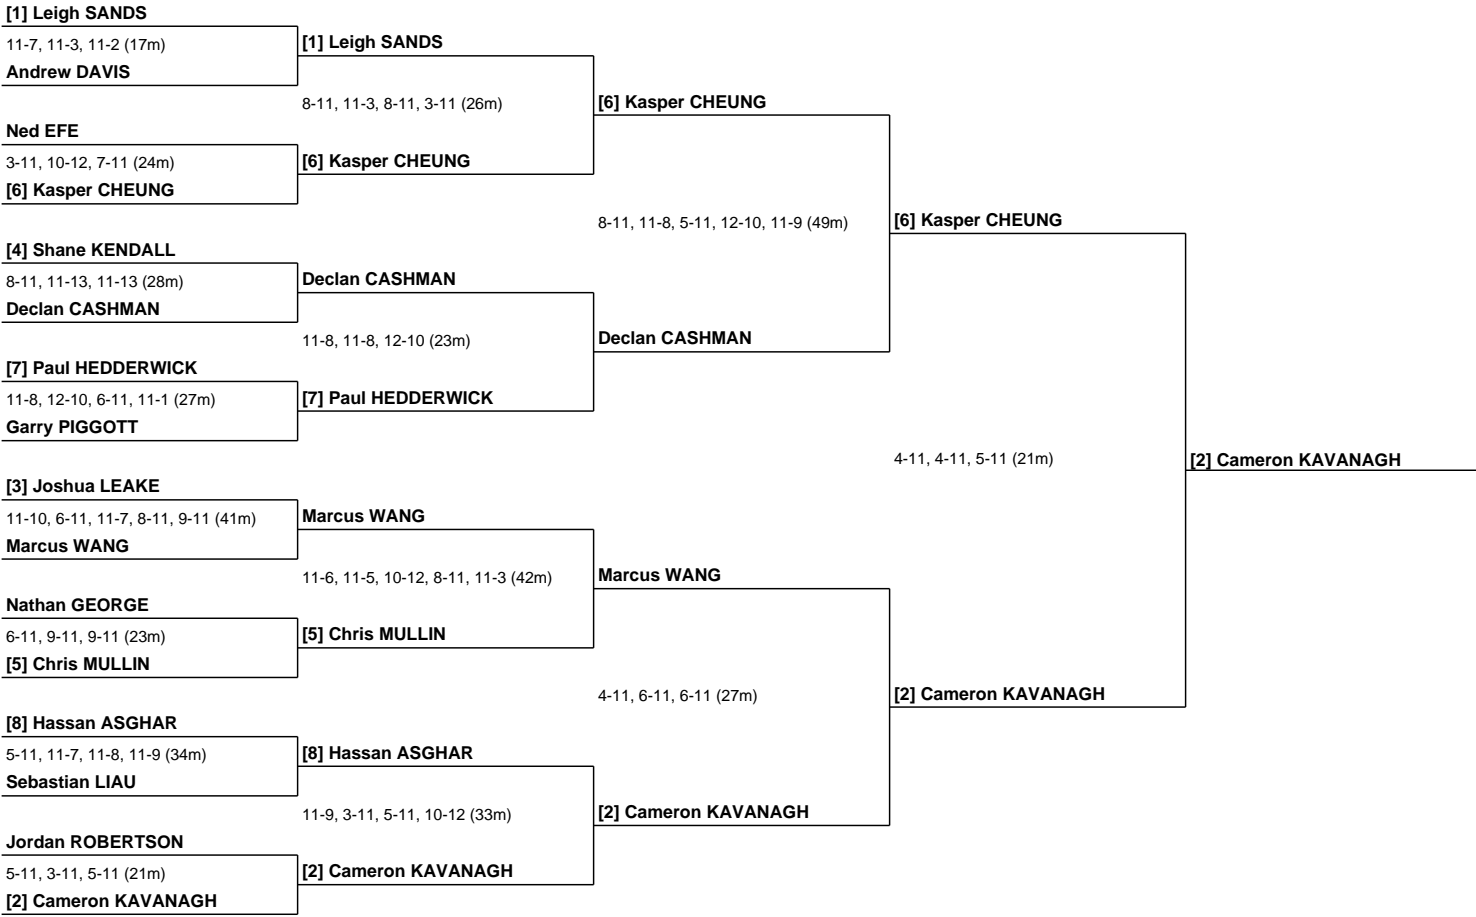 [1] Leigh SANDS
11-7, 11-3, 11-2 (17m)
Andrew DAVIS
Ned EFE
3-11, 10-12, 7-11 (24m)
[6] Kasper CHEUNG
[4] Shane KENDALL
8-11, 11-13, 11-13 (28m)
Declan CASHMAN
[7] Paul HEDDERWICK
11-8, 12-10, 6-11, 11-1 (27m)
Garry PIGGOTT
[3] Joshua LEAKE
11-10, 6-11, 11-7, 8-11, 9-11 (41m)
Marcus WANG
Nathan GEORGE
6-11, 9-11, 9-11 (23m)
[5] Chris MULLIN
[8] Hassan ASGHAR
5-11, 11-7, 11-8, 11-9 (34m)
Sebastian LIAU
Jordan ROBERTSON
5-11, 3-11, 5-11 (21m)
[2] Cameron KAVANAGH
[1] Leigh SANDS
8-11, 11-3, 8-11, 3-11 (26m)
[6] Kasper CHEUNG
Declan CASHMAN
11-8, 11-8, 12-10 (23m)
[7] Paul HEDDERWICK
Marcus WANG
11-6, 11-5, 10-12, 8-11, 11-3 (42m)
[5] Chris MULLIN
[8] Hassan ASGHAR
11-9, 3-11, 5-11, 10-12 (33m)
[2] Cameron KAVANAGH
[6] Kasper CHEUNG
8-11, 11-8, 5-11, 12-10, 11-9 (49m)
Declan CASHMAN
Marcus WANG
4-11, 6-11, 6-11 (27m)
[2] Cameron KAVANAGH
[6] Kasper CHEUNG
4-11, 4-11, 5-11 (21m)
[2] Cameron KAVANAGH
[2] Cameron KAVANAGH